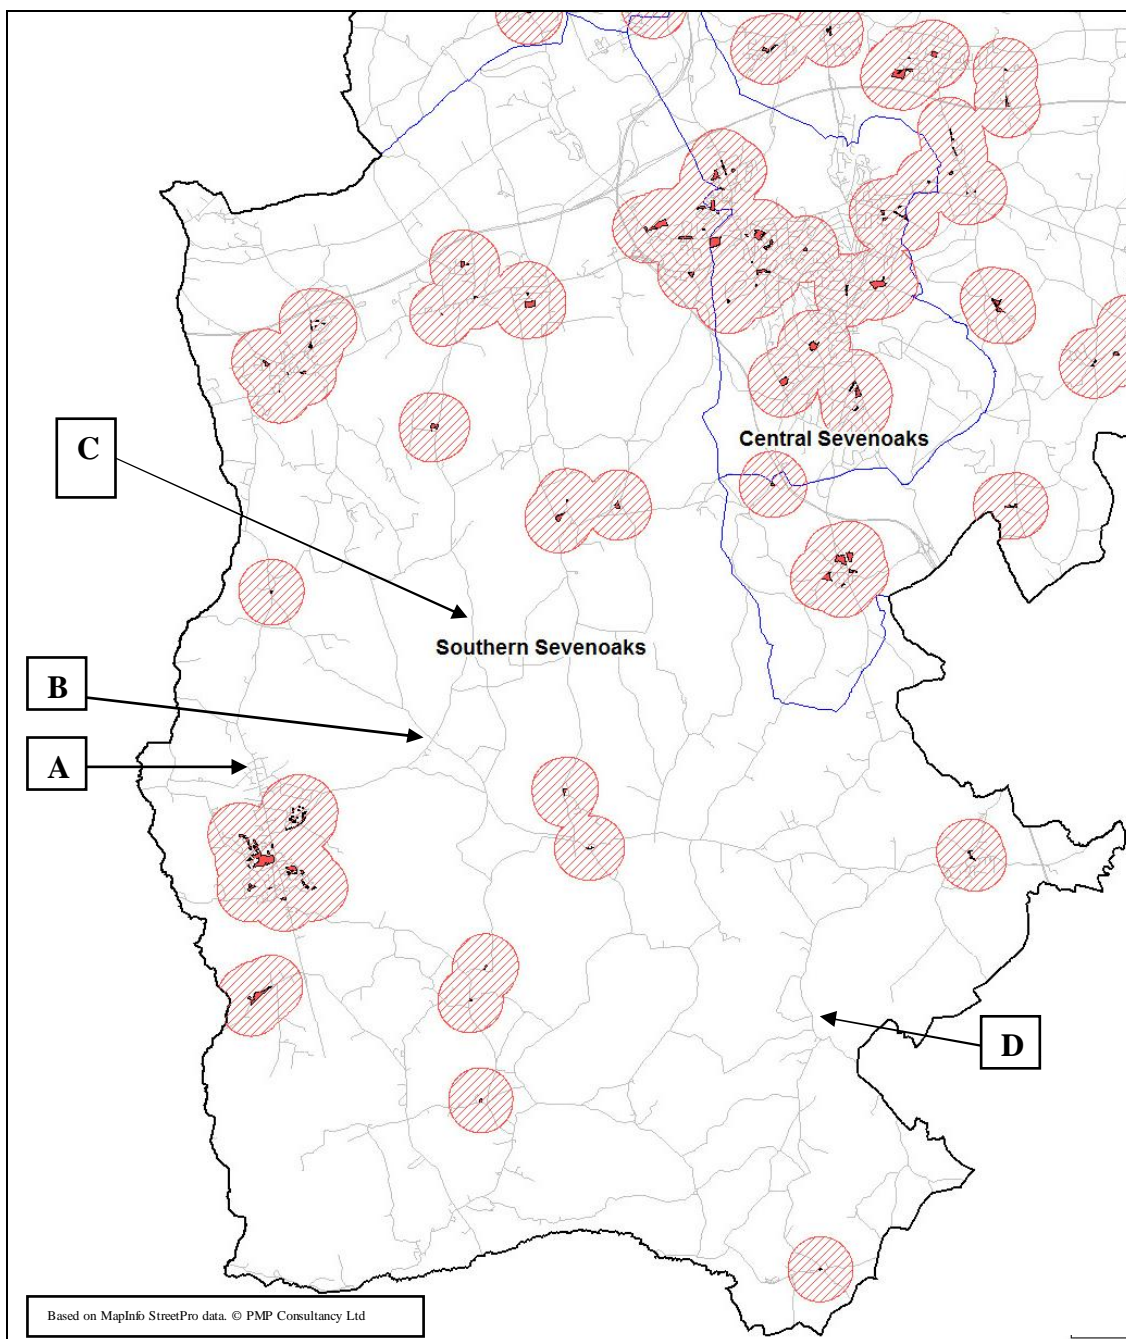 Central Sevenoaks
C
Southern Sevenoaks
B
A
D
Based on MapInfo StreetPro data. © PMP Consultancy Ltd